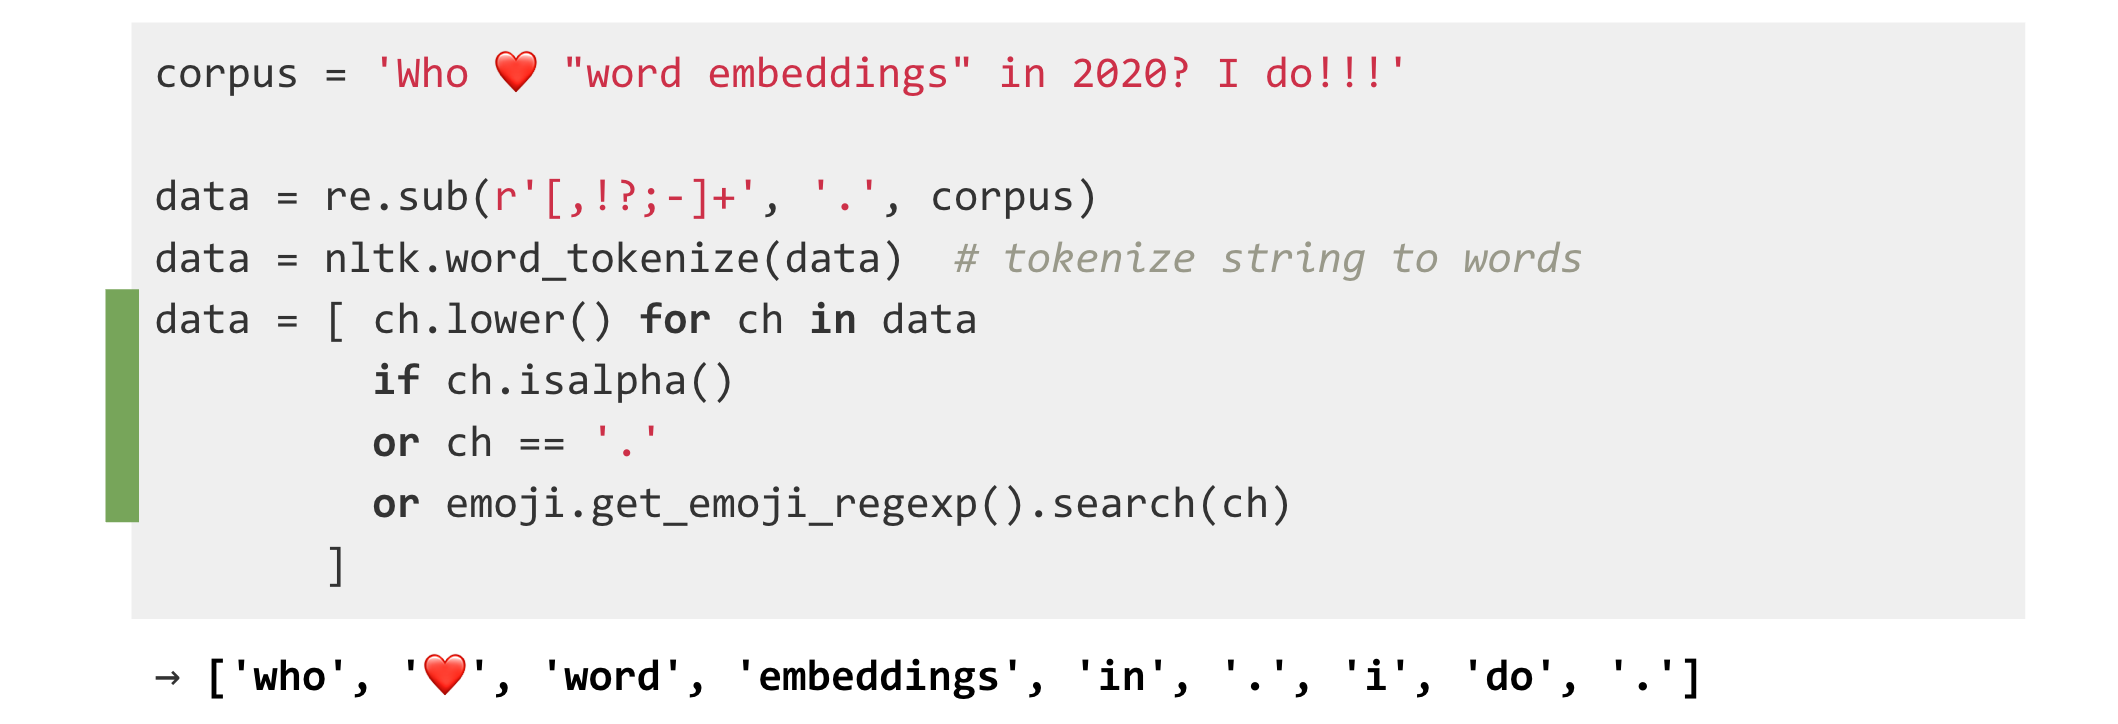 corpus = 'Who ❤️ "word embeddings" in 2020? I do!!!'
data = re.sub(r'[,!?;-]+', '.', corpus)
data = nltk.word_tokenize(data)  # tokenize string to words
data = [ ch.lower() for ch in data
         if ch.isalpha()
         or ch == '.'
         or emoji.get_emoji_regexp().search(ch)
       ]
→ ['who', '❤️', 'word', 'embeddings', 'in', '.', 'i', 'do', '.']